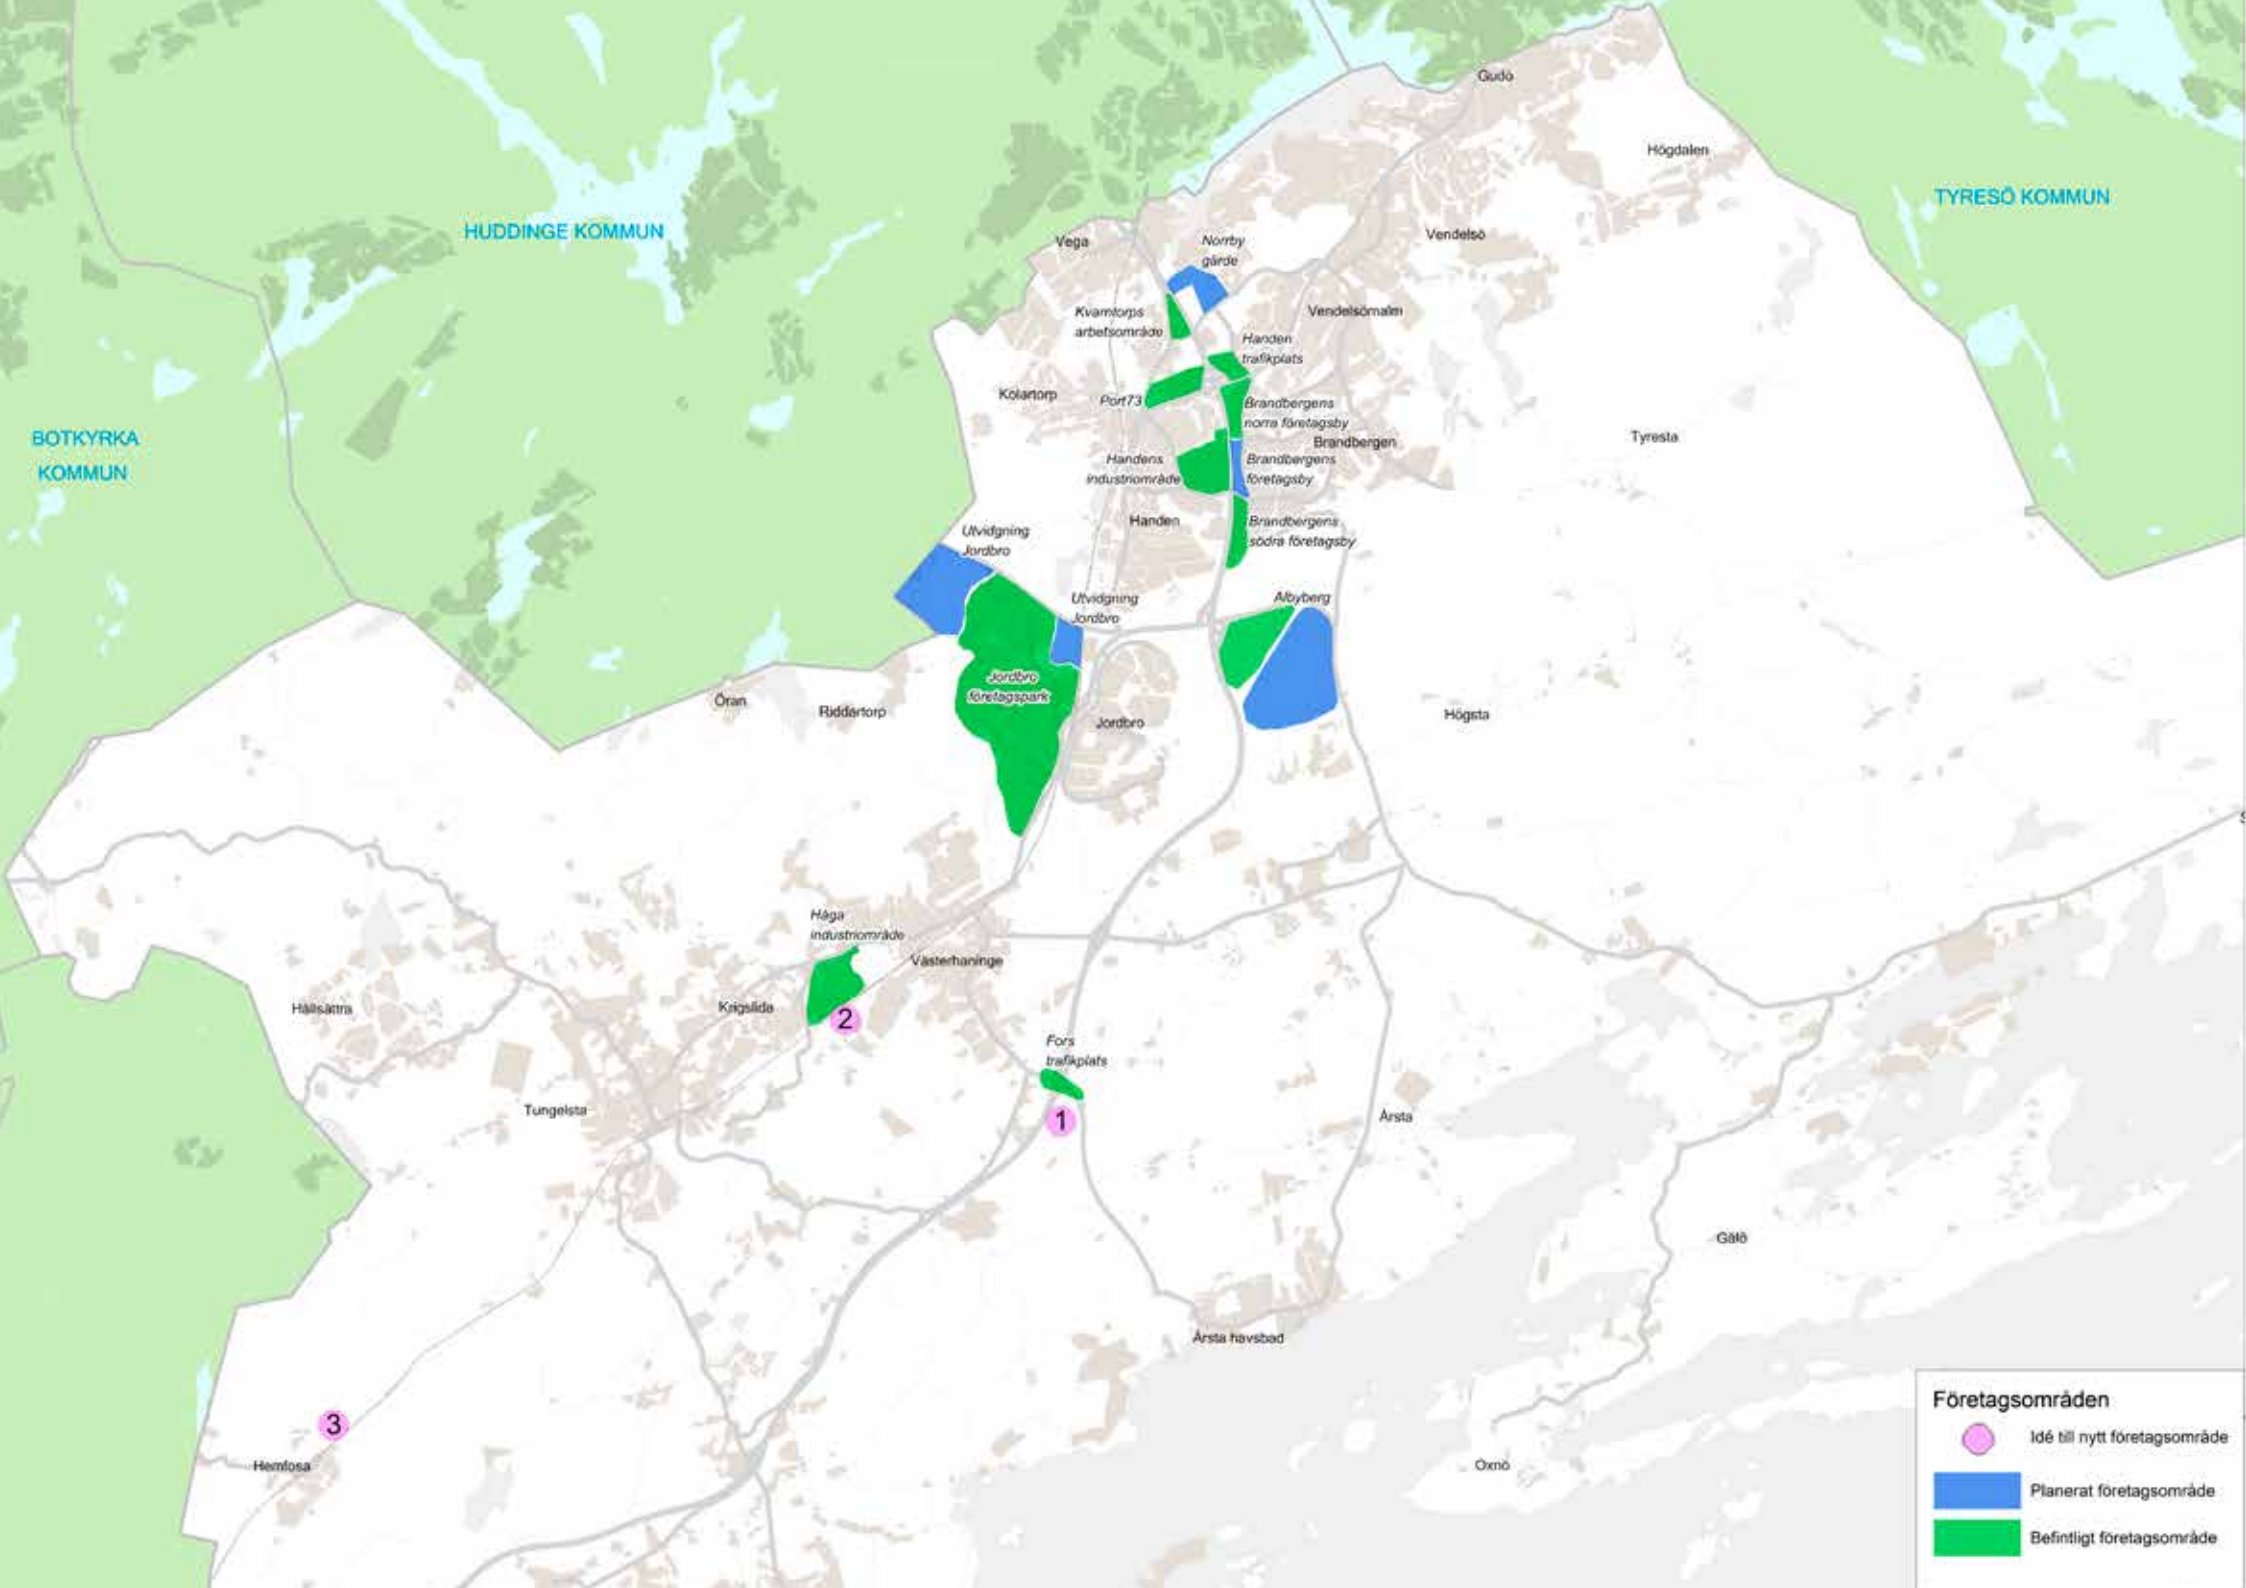 Gudö
Högdalen
TYRESÖ KOMMUN
HUDDINGE KOMMUN
Vega
Norrby
gärde
Vendelsö
Kvarntorps
arbetsområde
Vendelsömalm
Handen
trafikplats
Kolartorp
Port73
Brandbergens
norra företagsby
Brandbergen
Tyresta
BOTKYRKA
KOMMUN
Handens
industriområde
Brandbergens
företagsby
Handen
Brandbergens
södra företagsby
Utvidgning
Jordbro
Utvidgning
Jordbro
Albyberg
Jordbro
företagspark
Öran
Riddartorp
Jordbro
Högsta
Håga
industriområde
Västerhaninge
Hållsättra
Krigslida
2
Fors
trafikplats
Tungelsta
1
Årsta
Gålö
Årsta havsbad
3
Hemfosa
Oxnö
Företagsområden
Idé till nytt företagsområde
Planerat företagsområde
Befintligt företagsområde